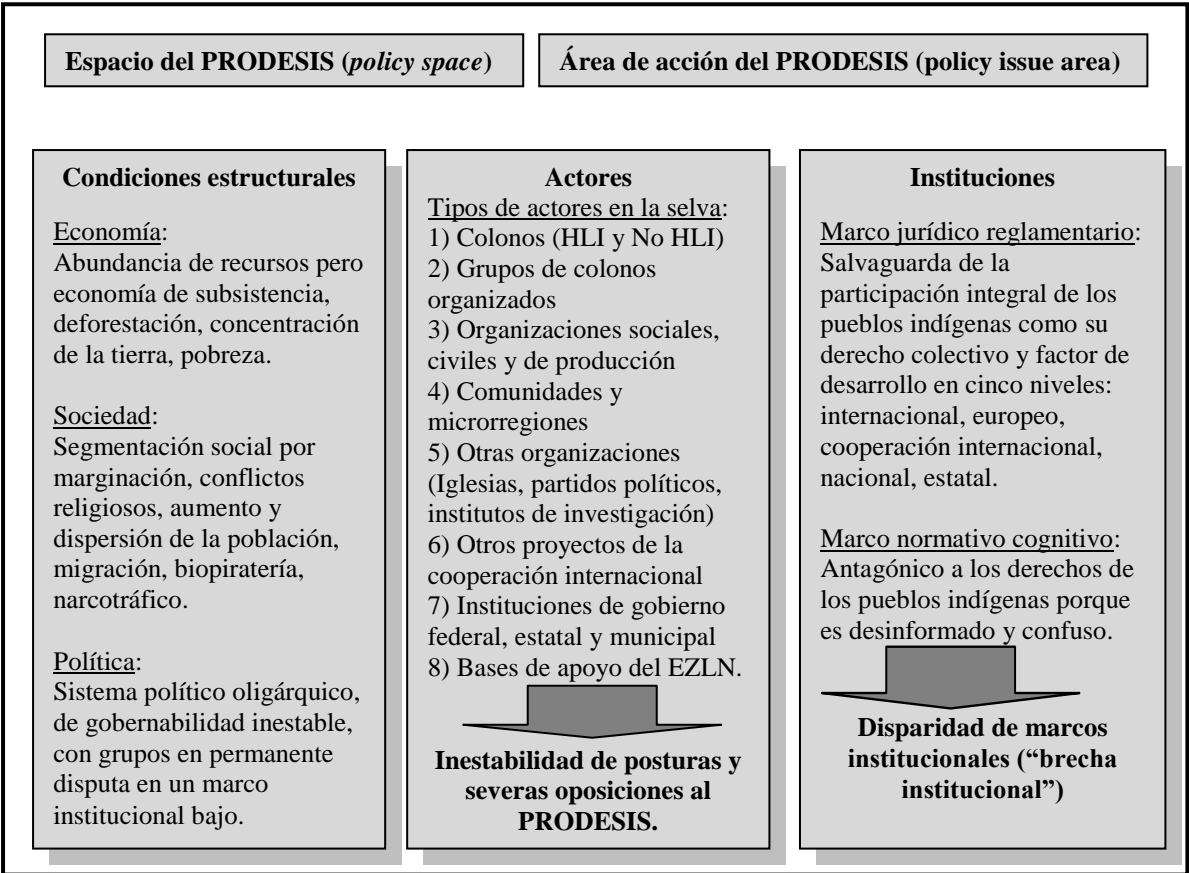 Espacio del PRODESIS (policy space)
Área de acción del PRODESIS (policy issue area)
Condiciones estructurales
Economía:
Abundancia de recursos pero
economía de subsistencia,
deforestación, concentración
de la tierra, pobreza.
Sociedad:
Segmentación social por
marginación, conflictos
religiosos, aumento y
dispersión de la población,
migración, biopiratería,
narcotráfico.
Política:
Sistema político oligárquico,
de gobernabilidad inestable,
con grupos en permanente
disputa en un marco
institucional bajo.
Actores
Tipos de actores en la selva:
1) Colonos (HLI y No HLI)
2) Grupos de colonos
organizados
3) Organizaciones sociales,
civiles y de producción
4) Comunidades y
microrregiones
5) Otras organizaciones
(Iglesias, partidos políticos,
institutos de investigación)
6) Otros proyectos de la
cooperación internacional
7) Instituciones de gobierno
federal, estatal y municipal
8) Bases de apoyo del EZLN.
Inestabilidad de posturas y
severas oposiciones al
PRODESIS.
Instituciones
Marco jurídico reglamentario:
Salvaguarda de la
participación integral de los
pueblos indígenas como su
derecho colectivo y factor de
desarrollo en cinco niveles:
internacional, europeo,
cooperación internacional,
nacional, estatal.
Marco normativo cognitivo:
Antagónico a los derechos de
los pueblos indígenas porque
es desinformado y confuso.
Disparidad de marcos
institucionales (“brecha
institucional”)